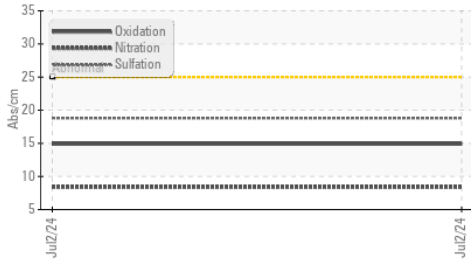 35
30
25
20
15
10
5
Abs/cm
Oxidation
Nitration
Sulfation
Abnormal
Jul2/24
Jul2/24